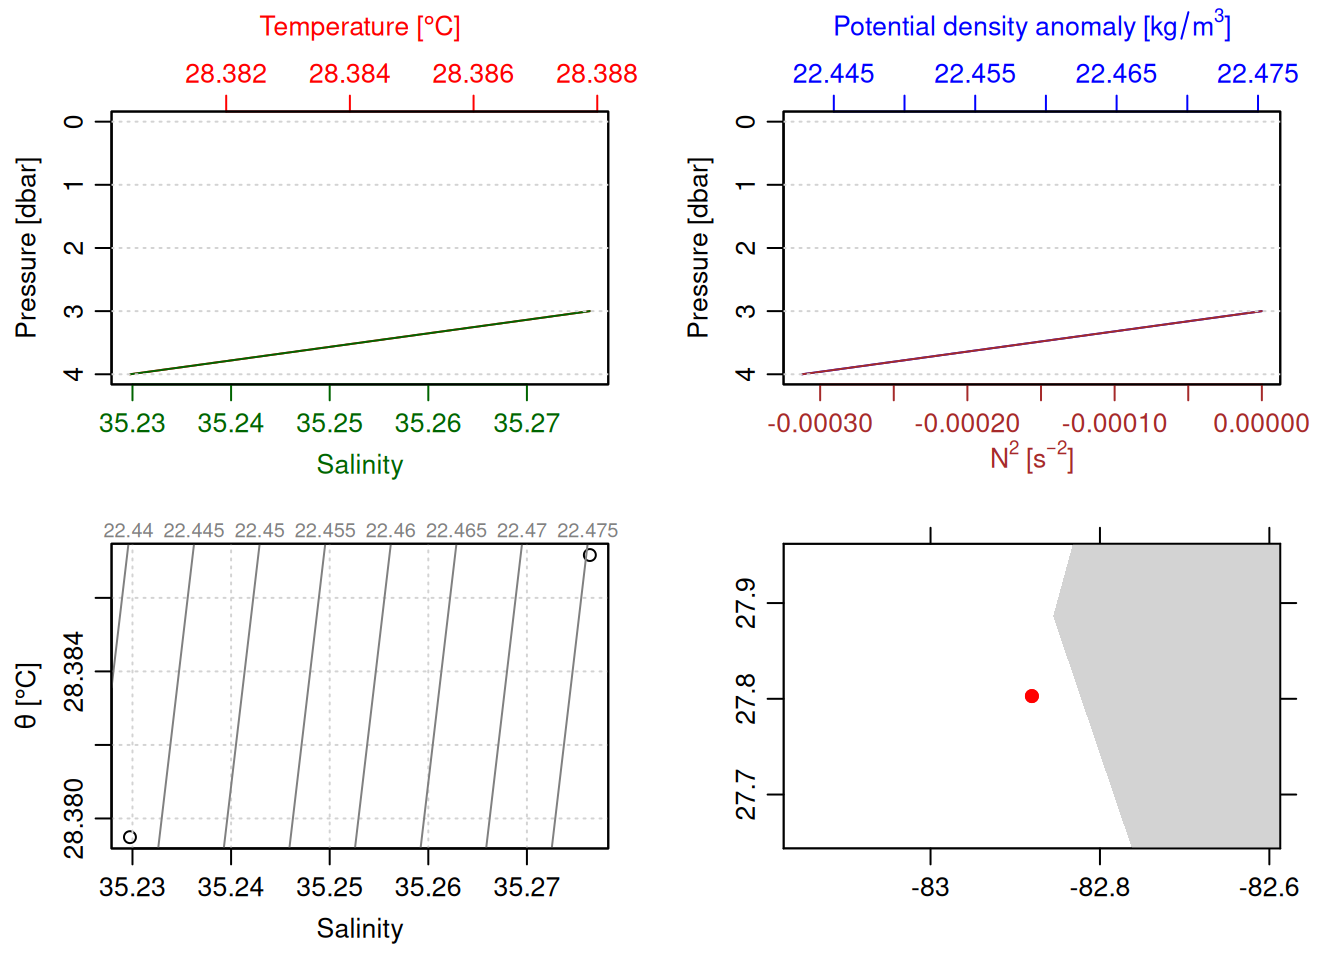 Temperature [°C]
28.382 28.384 28.386 28.388
0
1
2
3
4
Pressure [dbar]
35.23 35.24 35.25 35.26 35.27
Salinity
Potential density anomaly [kg/m³]
22.445 22.455 22.465 22.475
0
1
2
3
4
Pressure [dbar]
-0.00030 -0.00020 -0.00010 0.00000
N² [s⁻²]
22.44 22.445 22.45 22.455 22.46 22.465 22.47 22.475
28.384
28.380
θ [°C]
35.23 35.24 35.25 35.26 35.27
Salinity
27.9
27.8
27.7
-83 -82.8 -82.6